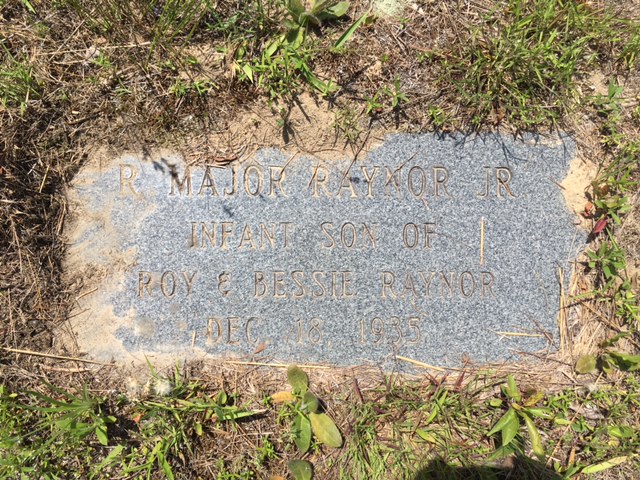 R. MAJOR RAYNOR JR.
INFANT SON OF
ROY & BESSIE RAYNOR
DEC. 18, 1935